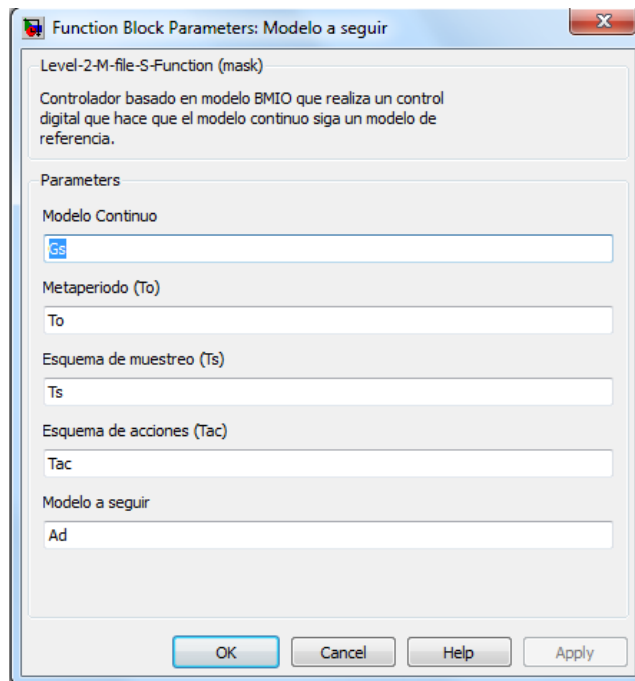 Function Block Parameters: Modelo a seguir
Level-2-M-file-S-Function (mask)
Controlador basado en modelo BMIO que realiza un control
digital que hace que el modelo continuo siga un modelo de
referencia.
Parameters
Modelo Continuo
Gs
Metaperiodo (To)
To
Esquema de muestreo (Ts)
Ts
Esquema de acciones (Tac)
Tac
Modelo a seguir
Ad
OK Cancel Help Apply